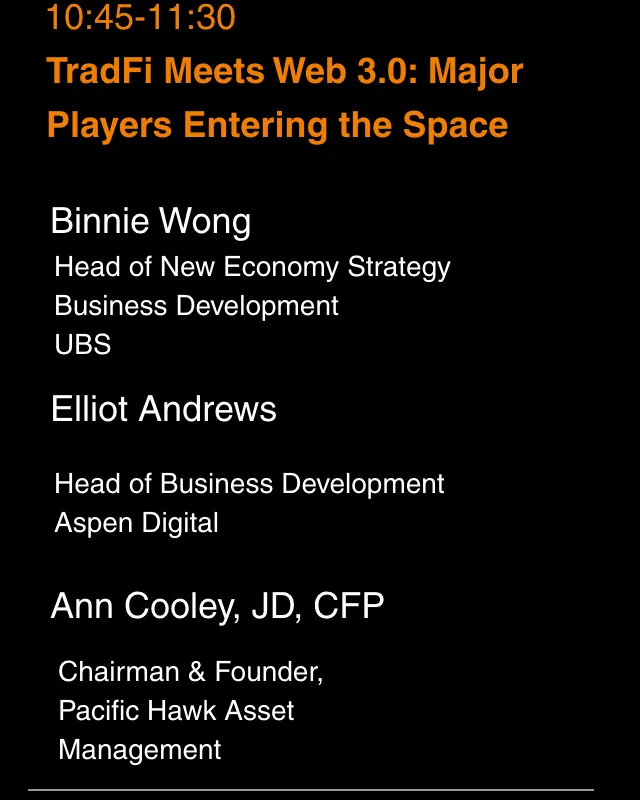 10:45-11:30
TradFi Meets Web 3.0: Major
Players Entering the Space
Binnie Wong
Head of New Economy Strategy
Business Development
UBS
Elliot Andrews
Head of Business Development
Aspen Digital
Ann Cooley, JD, CFP
Chairman & Founder,
Pacific Hawk Asset
Management